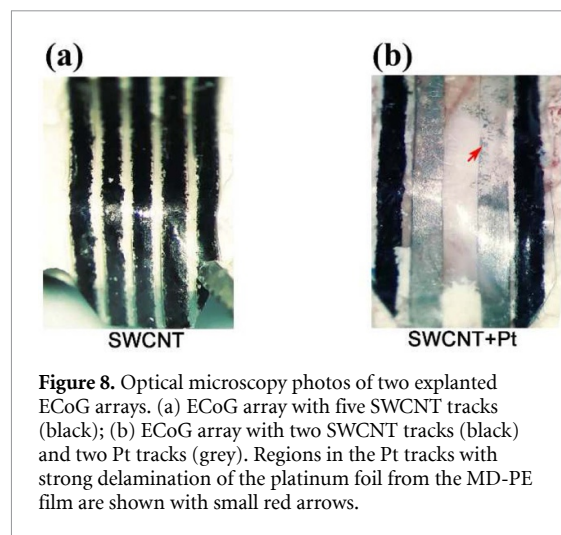 (a)
(b)
SWCNT
SWCNT+Pt
Figure 8. Optical microscopy photos of two explanted
ECoG arrays. (a) ECoG array with five SWCNT tracks
(black); (b) ECoG array with two SWCNT tracks (black)
and two Pt tracks (grey). Regions in the Pt tracks with
strong delamination of the platinum foil from the MD-PE
film are shown with small red arrows.